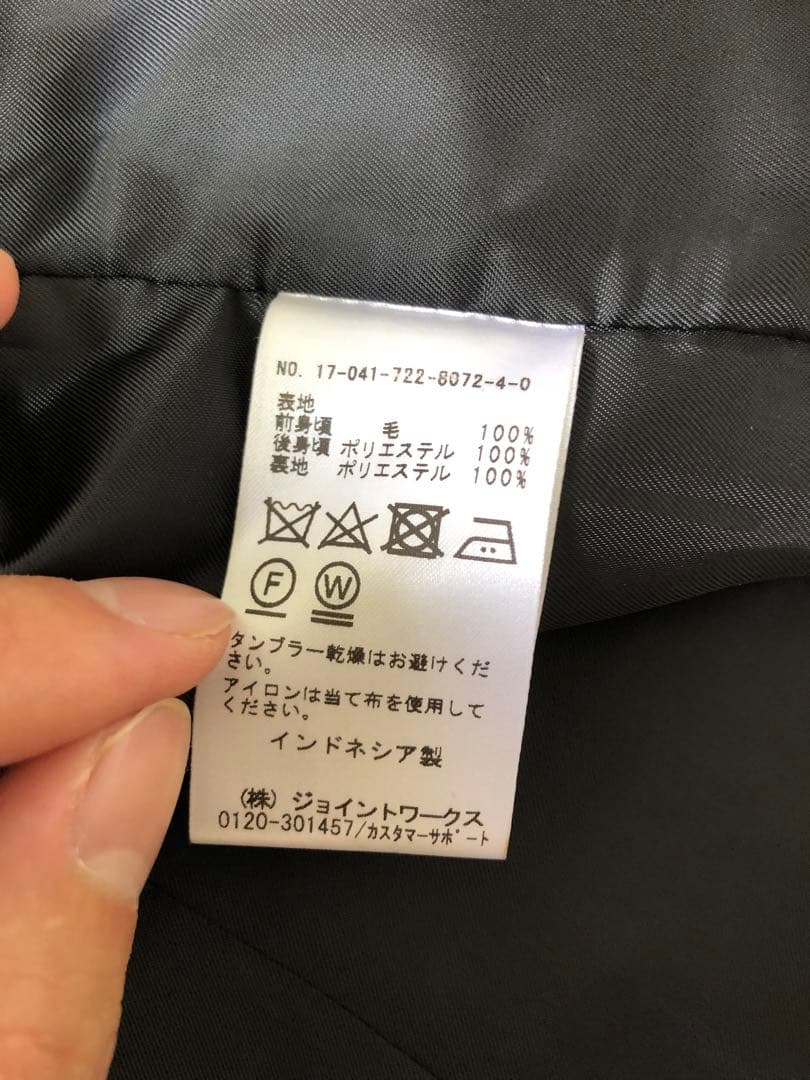 NO. 17-041-722-8072-4-0
表地
前身頃 毛 100%
後身頃 ポリエステル 100%
裏地 ポリエステル 100%
F W
タンブラー乾燥はお避けくだ
さい。
アイロンは当て布を使用して
ください。
インドネシア製
(株) ジョイントワークス
0120-301457/カスタマーサポート